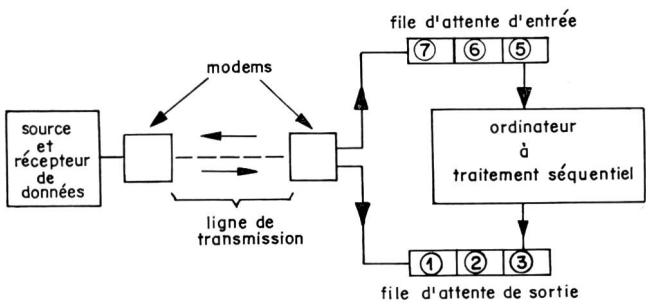 file d'attente d'entrée
⑦ ⑥ ⑤
modems
source
et
récepteur
de
données
ordinateur
à
traitement séquentiel
ligne de
transmission
① ② ③
file d'attente de sortie